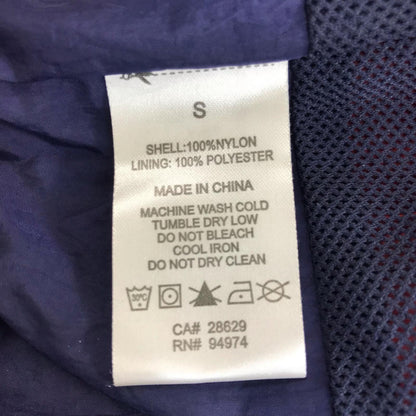 S
SHELL:100%NYLON
LINING: 100% POLYESTER
MADE IN CHINA
MACHINE WASH COLD
TUMBLE DRY LOW
DO NOT BLEACH
COOL IRON
DO NOT DRY CLEAN
30°C
CA# 28629
RN# 94974